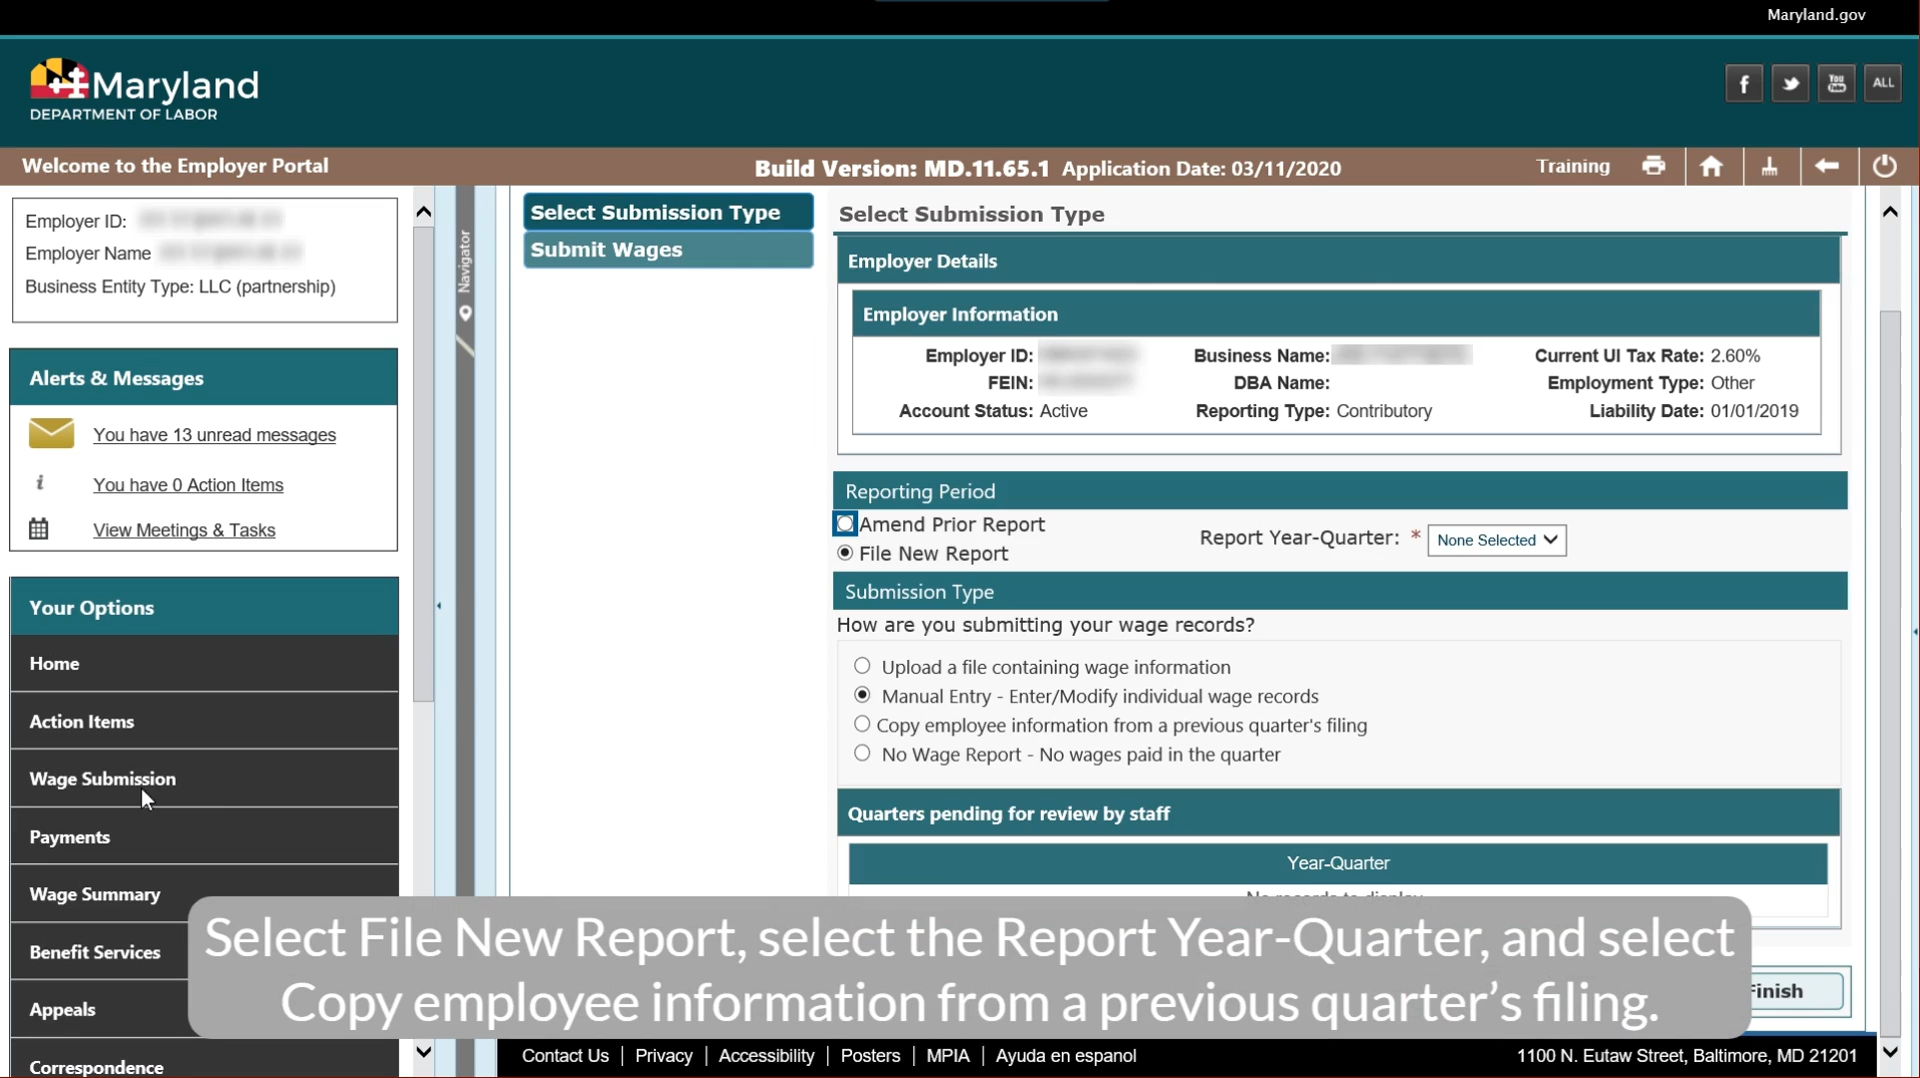 Maryland.gov
Maryland
DEPARTMENT OF LABOR
f
You
ALL
Welcome to the Employer Portal
Build Version: MD.11.65.1 Application Date: 03/11/2020
Training
Employer ID:
Employer Name
Business Entity Type: LLC (partnership)
Alerts & Messages
You have 13 unread messages
i
You have 0 Action Items
View Meetings & Tasks
Your Options
Home
Action Items
Wage Submission
Payments
Wage Summary
Benefit Services
Appeals
Correspondence
Navigator
Select Submission Type
Submit Wages
Select Submission Type
Employer Details
Employer Information
Employer ID:
Business Name:
Current UI Tax Rate: 2.60%
FEIN:
DBA Name:
Employment Type: Other
Account Status: Active
Reporting Type: Contributory
Liability Date: 01/01/2019
Reporting Period
Amend Prior Report
File New Report
Report Year-Quarter: * None Selected
Submission Type
How are you submitting your wage records?
Upload a file containing wage information
Manual Entry - Enter/Modify individual wage records
Copy employee information from a previous quarter's filing
No Wage Report - No wages paid in the quarter
Quarters pending for review by staff
Year-Quarter
No records to display
Select File New Report, select the Report Year-Quarter, and select
Copy employee information from a previous quarter’s filing.
Finish
Contact Us | Privacy | Accessibility | Posters | MPIA | Ayuda en espanol
1100 N. Eutaw Street, Baltimore, MD 21201